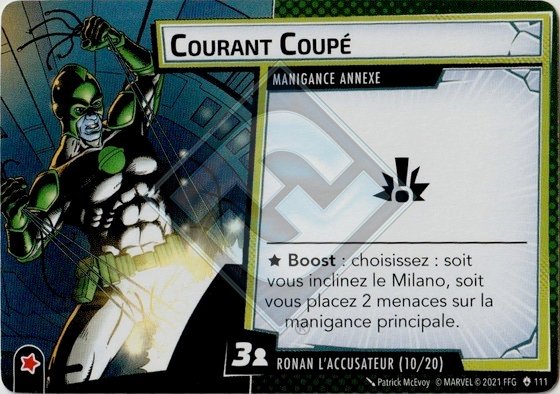 Courant Coupé
Manigance Annexe
★ Boost : choisissez : soit
vous inclinez le Milano, soit
vous placez 2 menaces sur la
manigance principale.
3
Ronan l'Accusateur (10/20)
Patrick McEvoy © MARVEL © 2021 FFG 111